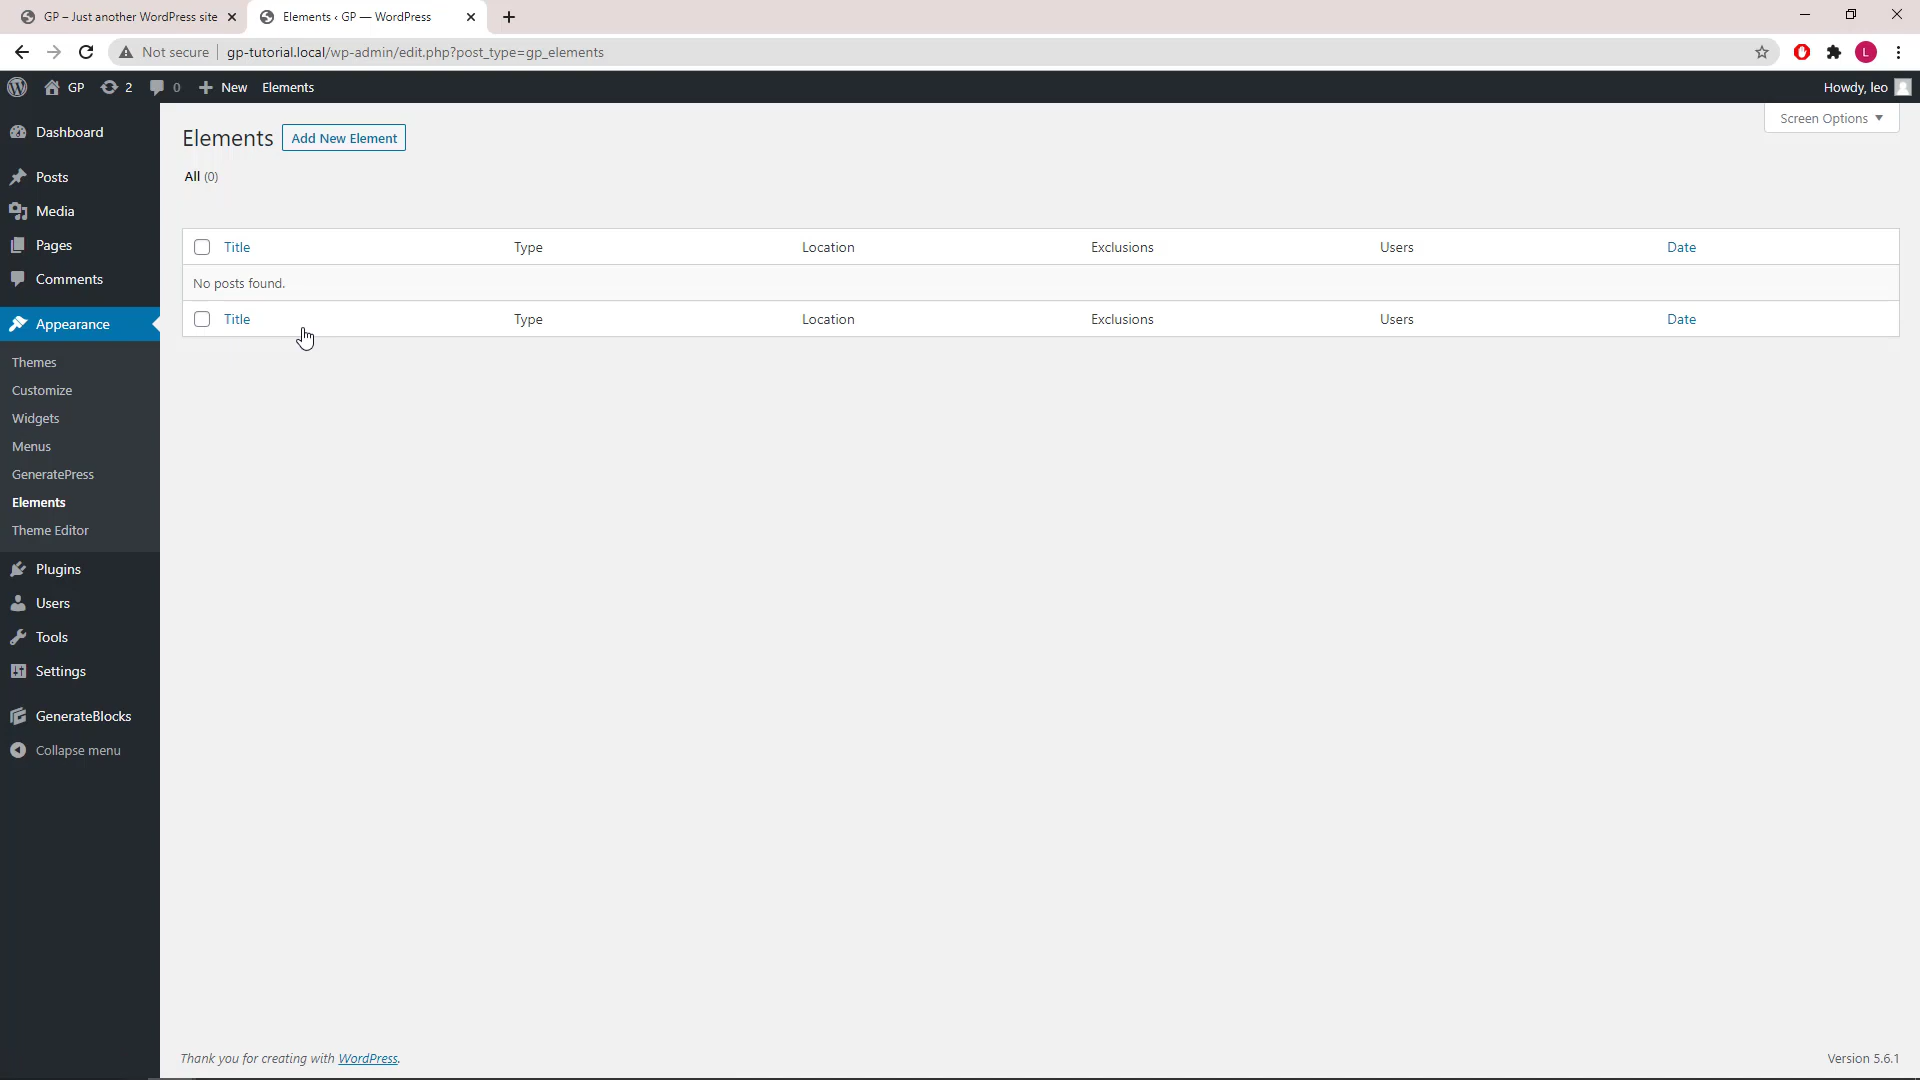 GP – Just another WordPress site
Elements ‹ GP — WordPress
Not secure
gp-tutorial.local/wp-admin/edit.php?post_type=gp_elements
L
GP
2
0
New
Elements
Howdy, leo
Dashboard
Posts
Media
Pages
Comments
Appearance
Themes
Customize
Widgets
Menus
GeneratePress
Elements
Theme Editor
Plugins
Users
Tools
Settings
GenerateBlocks
Collapse menu
Screen Options
Elements Add New Element
All (0)
Title Type Location Exclusions Users Date
No posts found.
Title Type Location Exclusions Users Date
Thank you for creating with WordPress.
Version 5.6.1